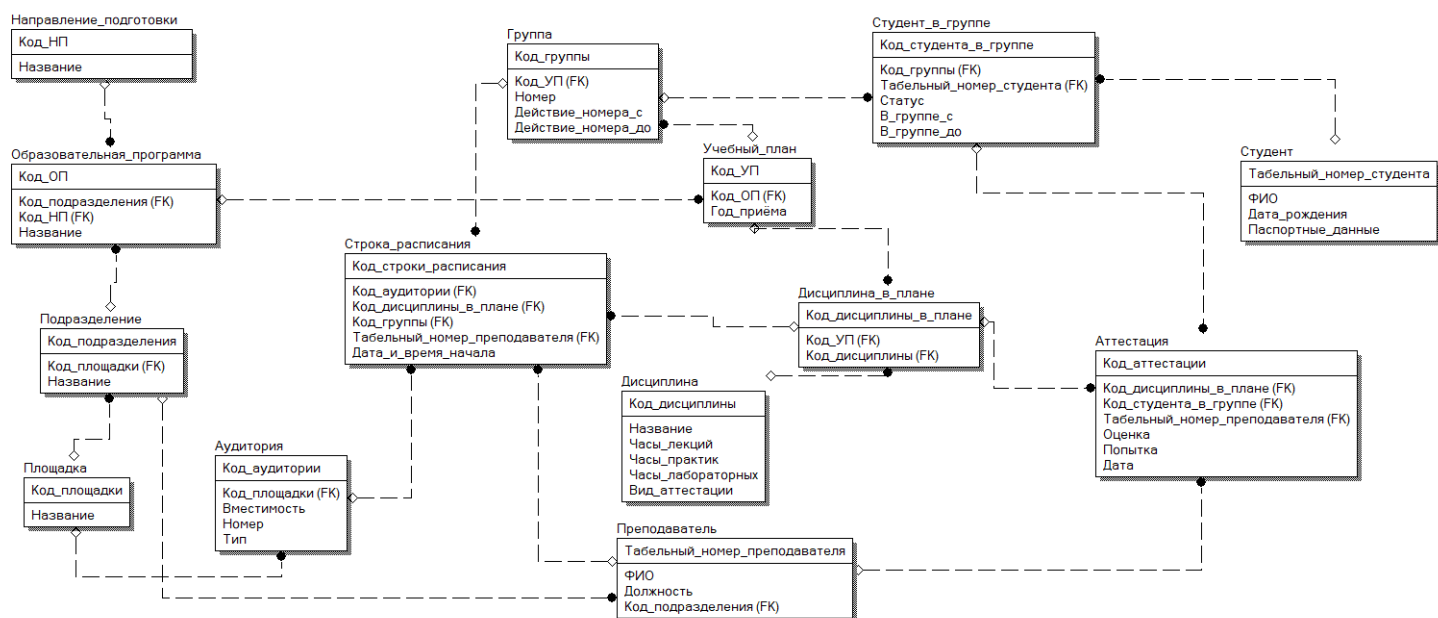 Направление_подготовки
Код_НП
Название
Образовательная_программа
Код_ОП
Код_подразделения (FK)
Код_НП (FK)
Название
Подразделение
Код_подразделения
Код_площадки (FK)
Название
Площадка
Код_площадки
Название
Аудитория
Код_аудитории
Код_площадки (FK)
Вместимость
Номер
Тип
Строка_расписания
Код_строки_расписания
Код_аудитории (FK)
Код_дисциплины_в_плане (FK)
Код_группы (FK)
Табельный_номер_преподавателя (FK)
Дата_и_время_начала
Группа
Код_группы
Код_УП (FK)
Номер
Действие_номера_с
Действие_номера_до
Учебный_план
Код_УП
Код_ОП (FK)
Год_приёма
Дисциплина_в_плане
Код_дисциплины_в_плане
Код_УП (FK)
Код_дисциплины (FK)
Дисциплина
Код_дисциплины
Название
Часы_лекций
Часы_практик
Часы_лабораторных
Вид_аттестации
Преподаватель
Табельный_номер_преподавателя
ФИО
Должность
Код_подразделения (FK)
Студент_в_группе
Код_студента_в_группе
Код_группы (FK)
Табельный_номер_студента (FK)
Статус
В_группе_с
В_группе_до
Студент
Табельный_номер_студента
ФИО
Дата_рождения
Паспортные_данные
Аттестация
Код_аттестации
Код_дисциплины_в_плане (FK)
Код_студента_в_группе (FK)
Табельный_номер_преподавателя (FK)
Оценка
Попытка
Дата